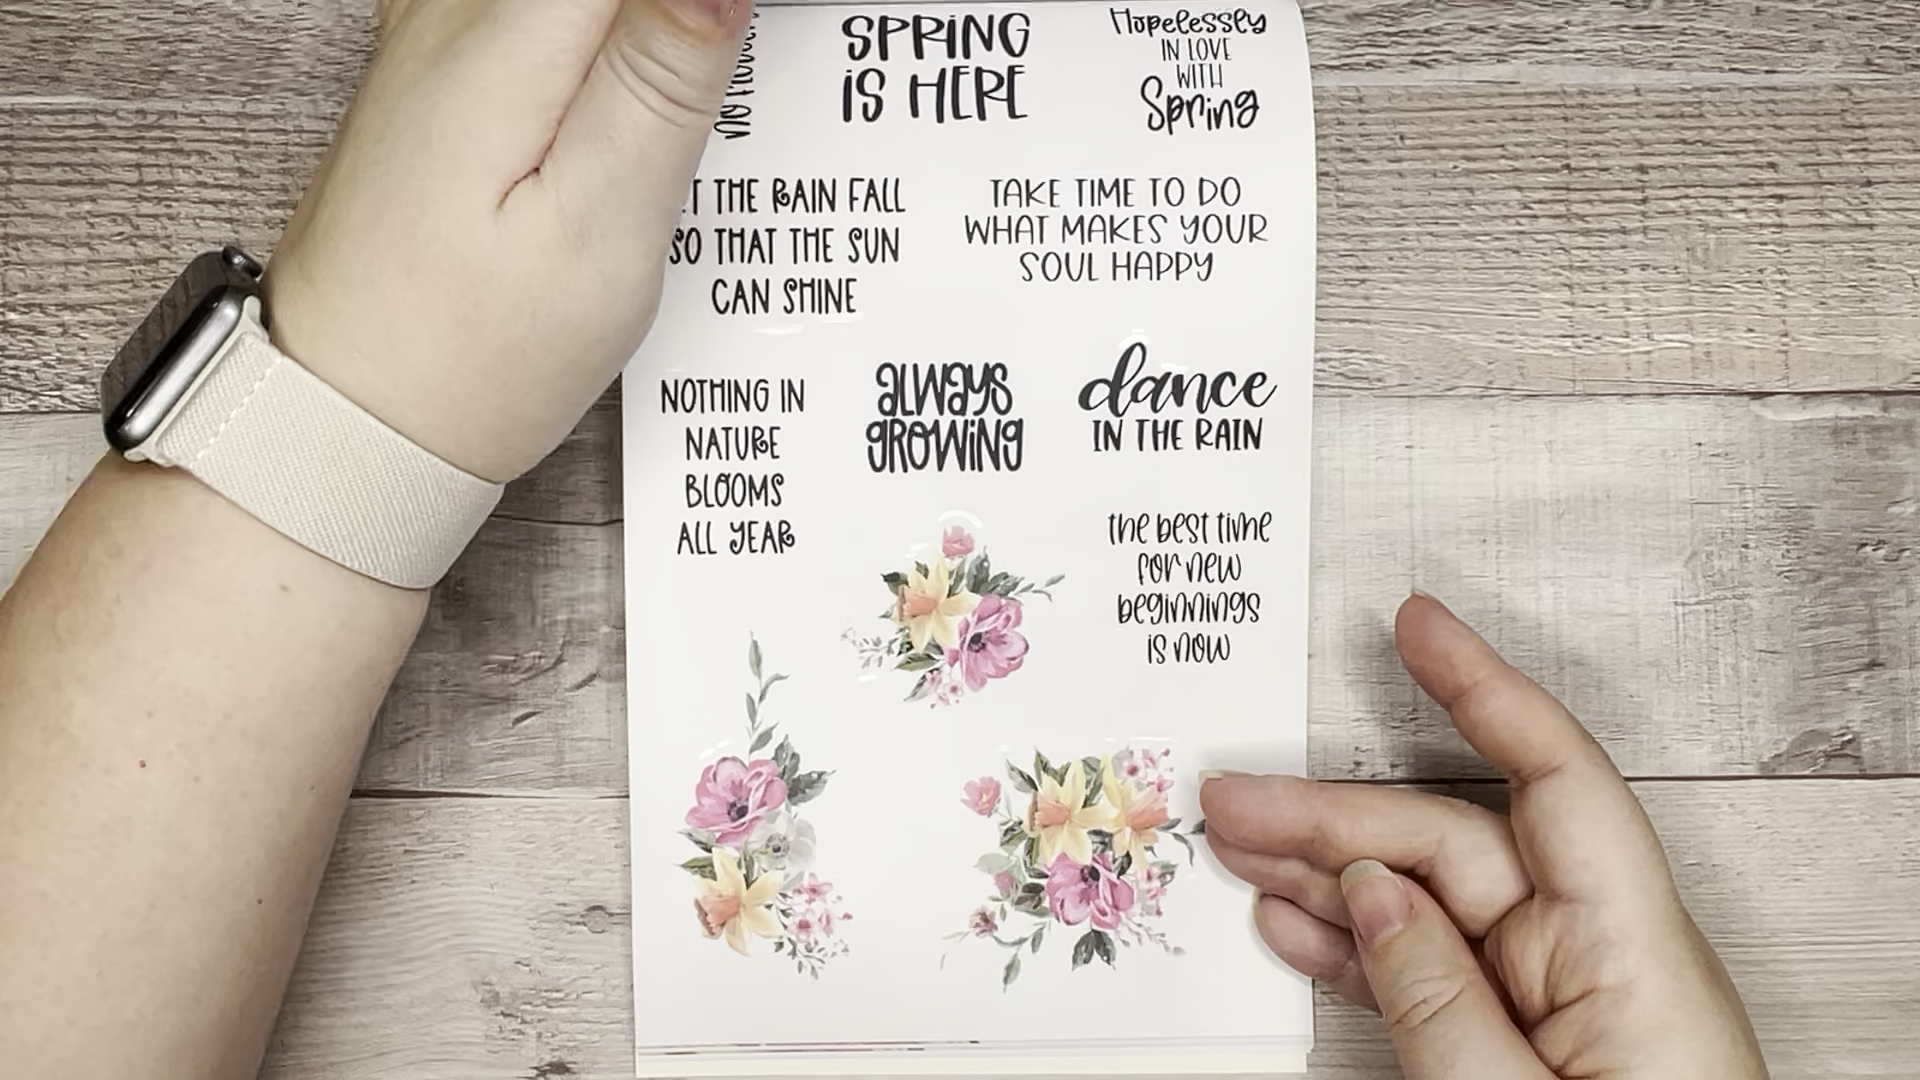 SPRING
IS HERE
Hopelessly
IN LOVE
WITH
Spring
THE RAIN FALL
SO THAT THE SUN
CAN SHINE
TAKE TIME TO DO
WHAT MAKES YOUR
SOUL HAPPY
NOTHING IN
NATURE
BLOOMS
ALL YEAR
always
growing
dance
IN THE RAIN
the best time
for new
beginnings
is now